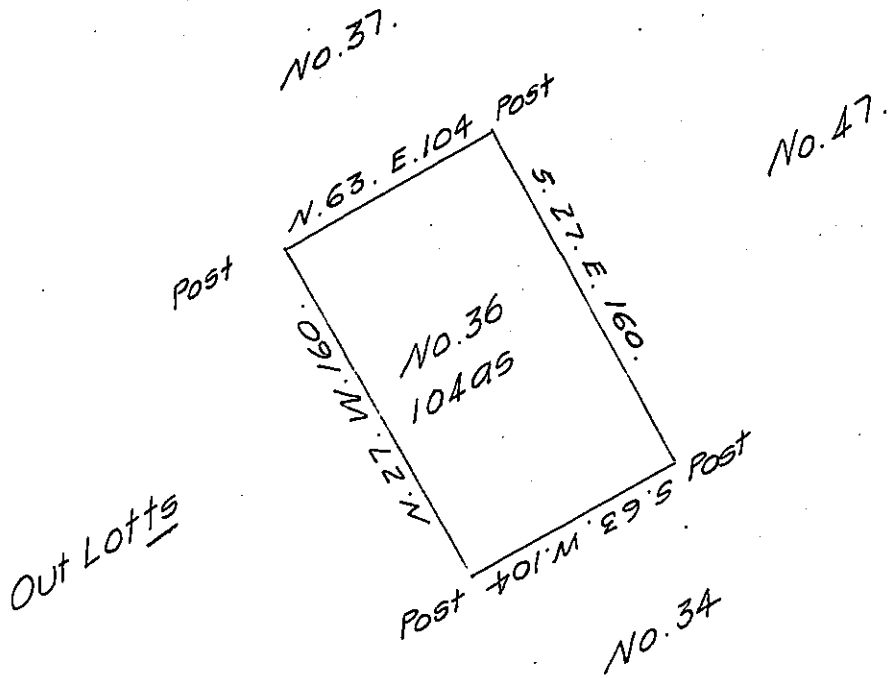 No.37.
Post
N.63. E.104
No.47.
S.27.E.160.
Post
No.36
104as
N.27.W.160.
Post
S.63.W.104
Out Lotts
Post
No.34